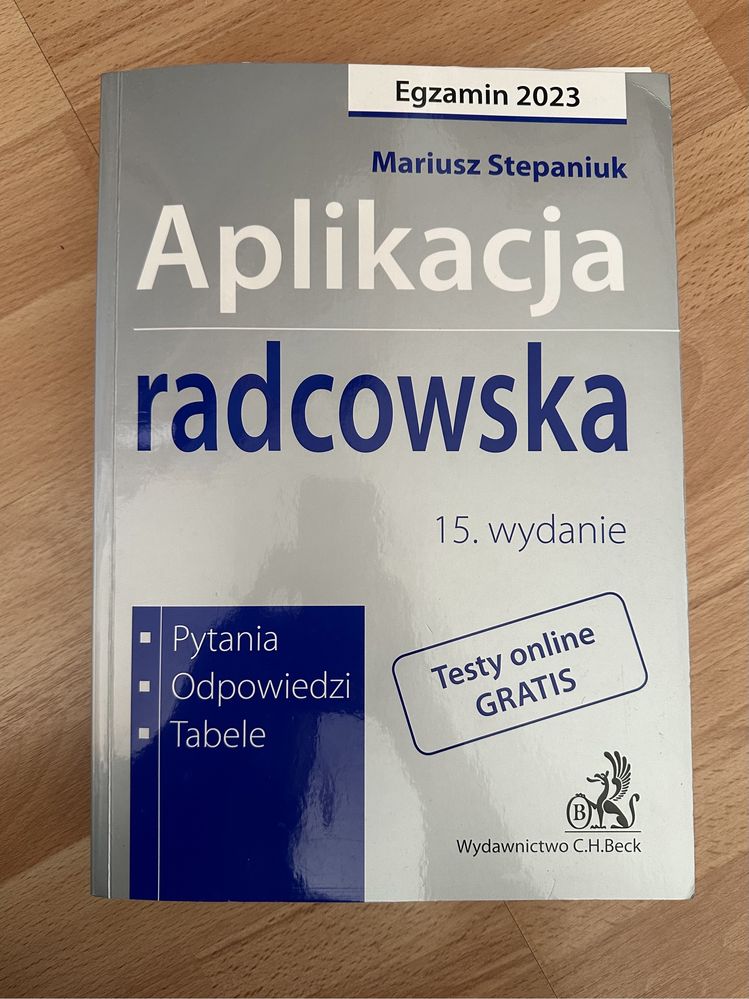 Egzamin 2023
Mariusz Stepaniuk
Aplikacja
radcowska
15. wydanie
Pytania
Odpowiedzi
Tabele
Testy online
GRATIS
B
Wydawnictwo C.H.Beck